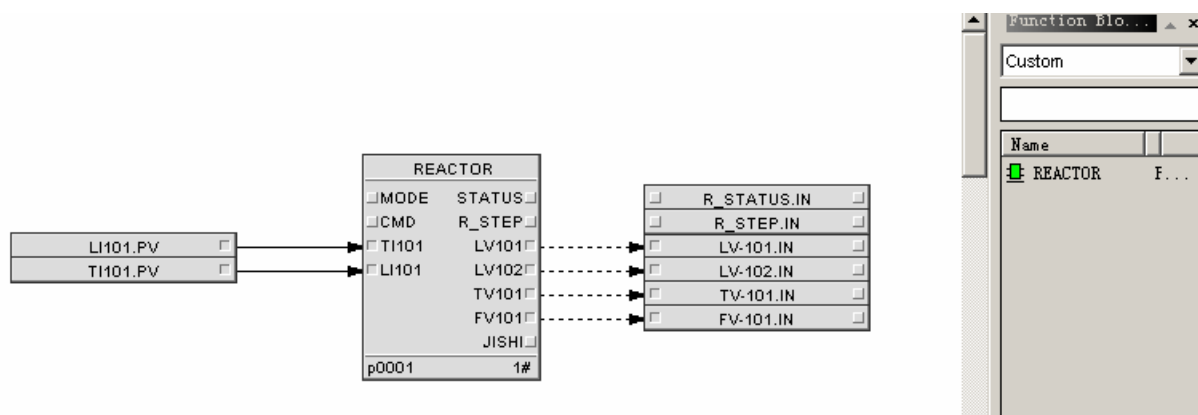 Function Blo...
Custom
Name
REACTOR F...
REACTOR
MODE STATUS
CMD R_STEP
TI101 LV101
LI101 LV102
TV101
FV101
JISHI
p0001 1#
LI101.PV
TI101.PV
R_STATUS.IN
R_STEP.IN
LV-101.IN
LV-102.IN
TV-101.IN
FV-101.IN